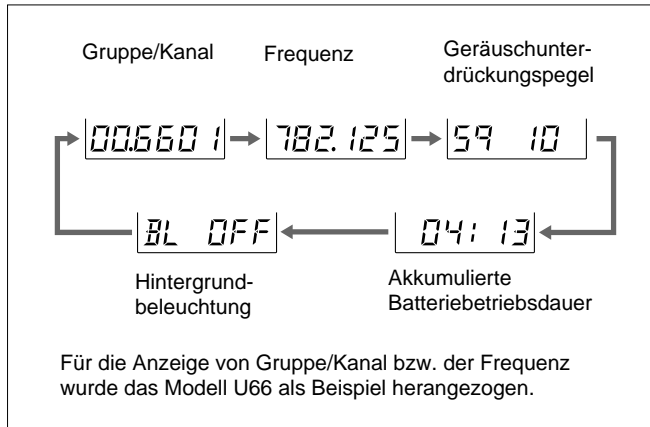 Gruppe/Kanal
Frequenz
Geräuschunter-
drückungspegel
00.6601
782.125
S9 10
BL OFF
04:13
Hintergrund-
beleuchtung
Akkumulierte
Batteriebetriebsdauer
Für die Anzeige von Gruppe/Kanal bzw. der Frequenz
wurde das Modell U66 als Beispiel herangezogen.